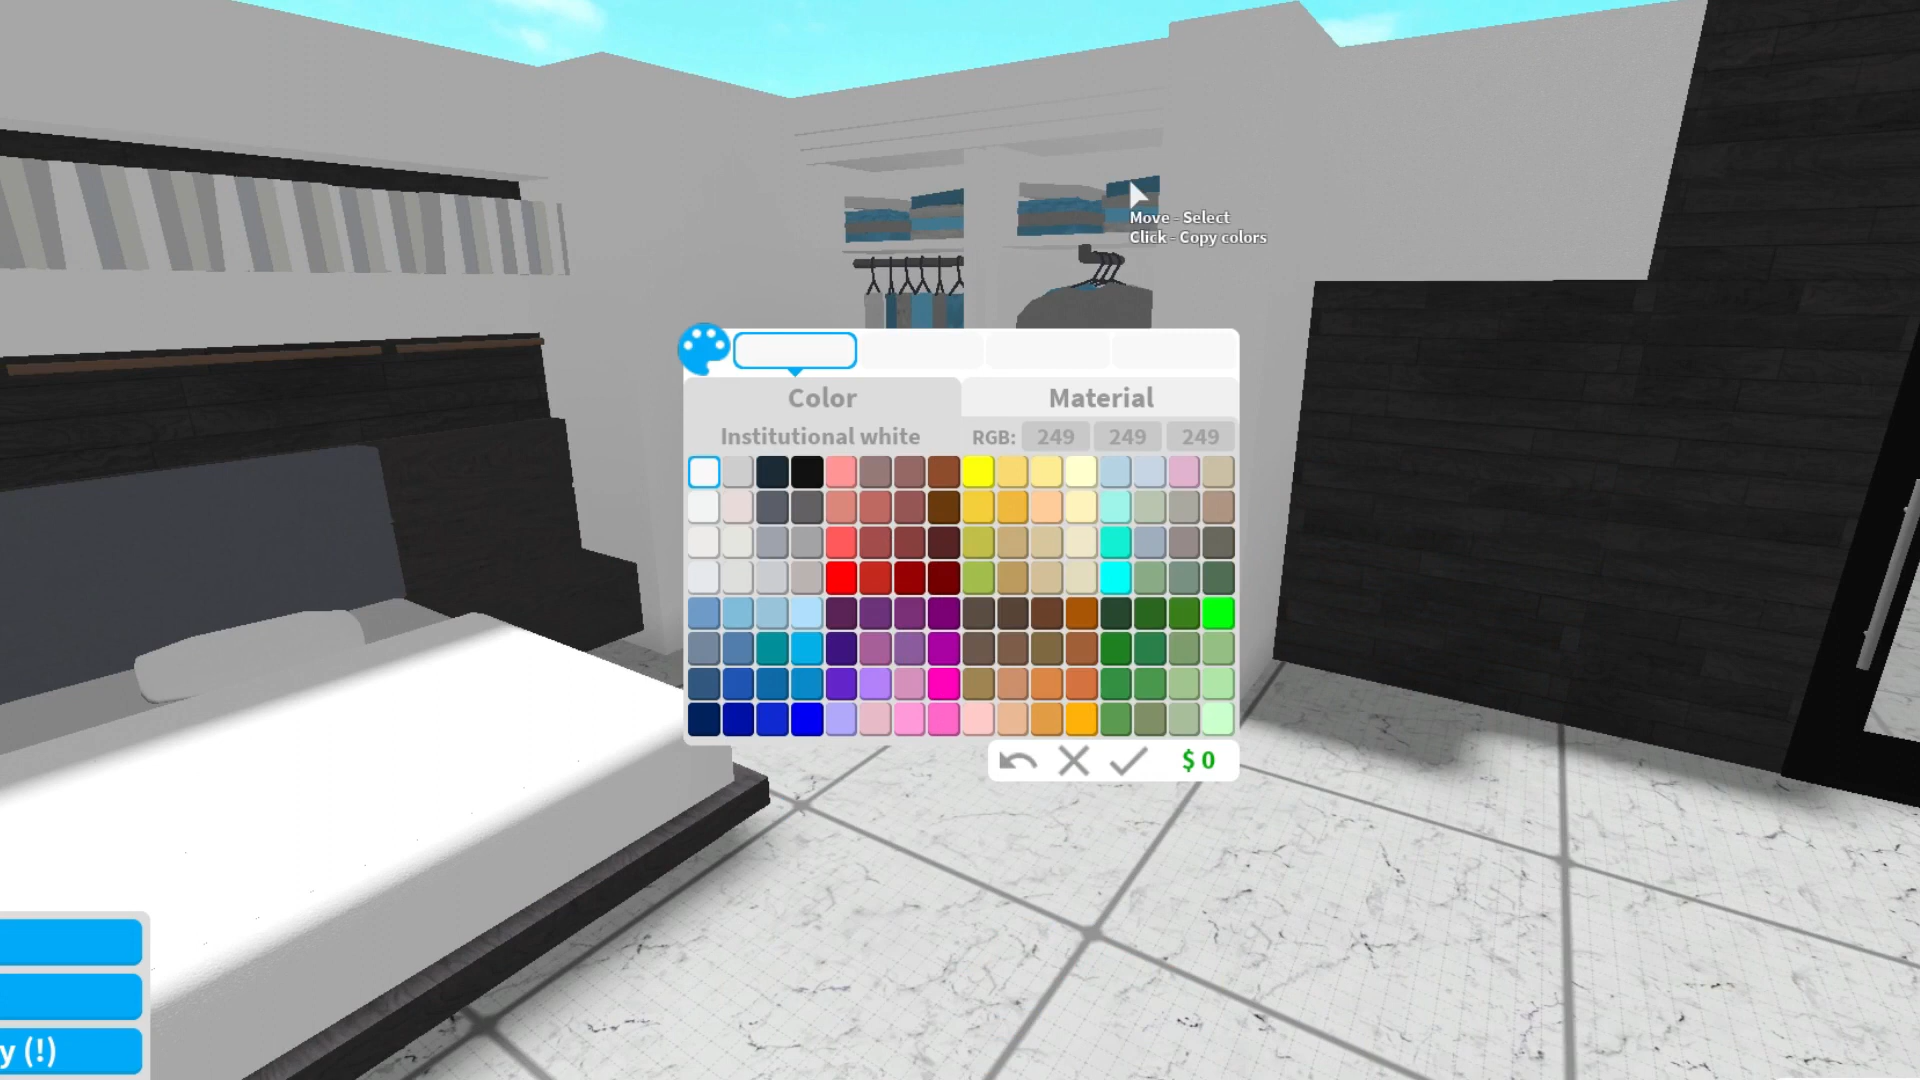 Move - Select
Click - Copy colors
Color
Material
Institutional white
RGB: 249 249 249
$ 0
y (!)